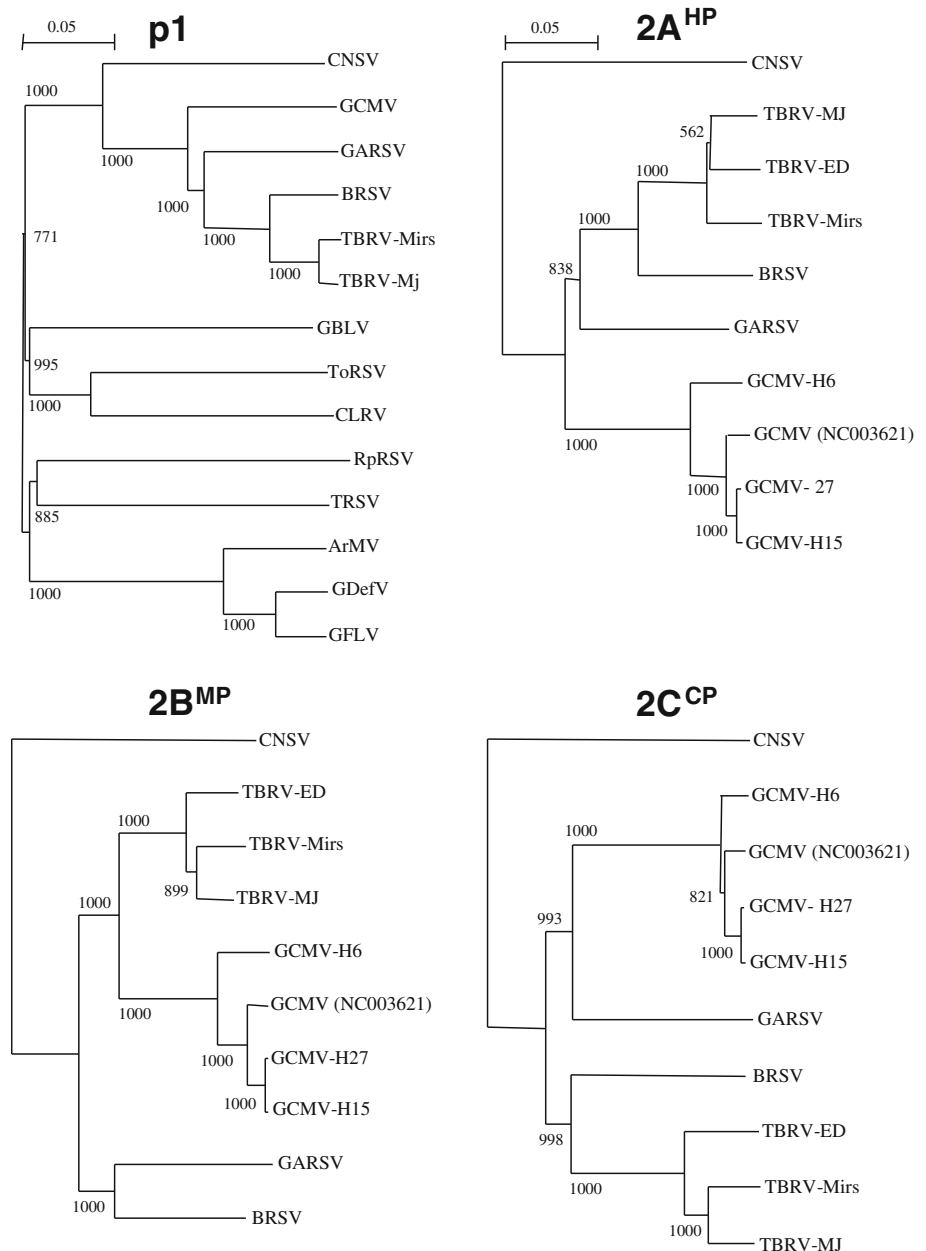 0.05
p1
CNSV
1000
GCMV
GARSV
1000
BRSV
1000
TBRV-Mirs
771
1000
1000
TBRV-Mj
GBLV
995
ToRSV
1000
CLRV
RpRSV
TRSV
885
ArMV
GDefV
1000
1000
GFLV
0.05
2A^HP
CNSV
TBRV-MJ
562
TBRV-ED
1000
1000
TBRV-Mirs
838
BRSV
GARSV
GCMV-H6
GCMV (NC003621)
1000
GCMV- 27
1000
1000
GCMV-H15
2B^MP
CNSV
TBRV-ED
1000
TBRV-Mirs
899
TBRV-MJ
1000
GCMV-H6
GCMV (NC003621)
1000
1000
GCMV-H27
1000
GCMV-H15
GARSV
1000
BRSV
2C^CP
CNSV
GCMV-H6
1000
GCMV (NC003621)
821
GCMV- H27
993
1000
GCMV-H15
GARSV
BRSV
998
TBRV-ED
1000
TBRV-Mirs
1000
TBRV-MJ